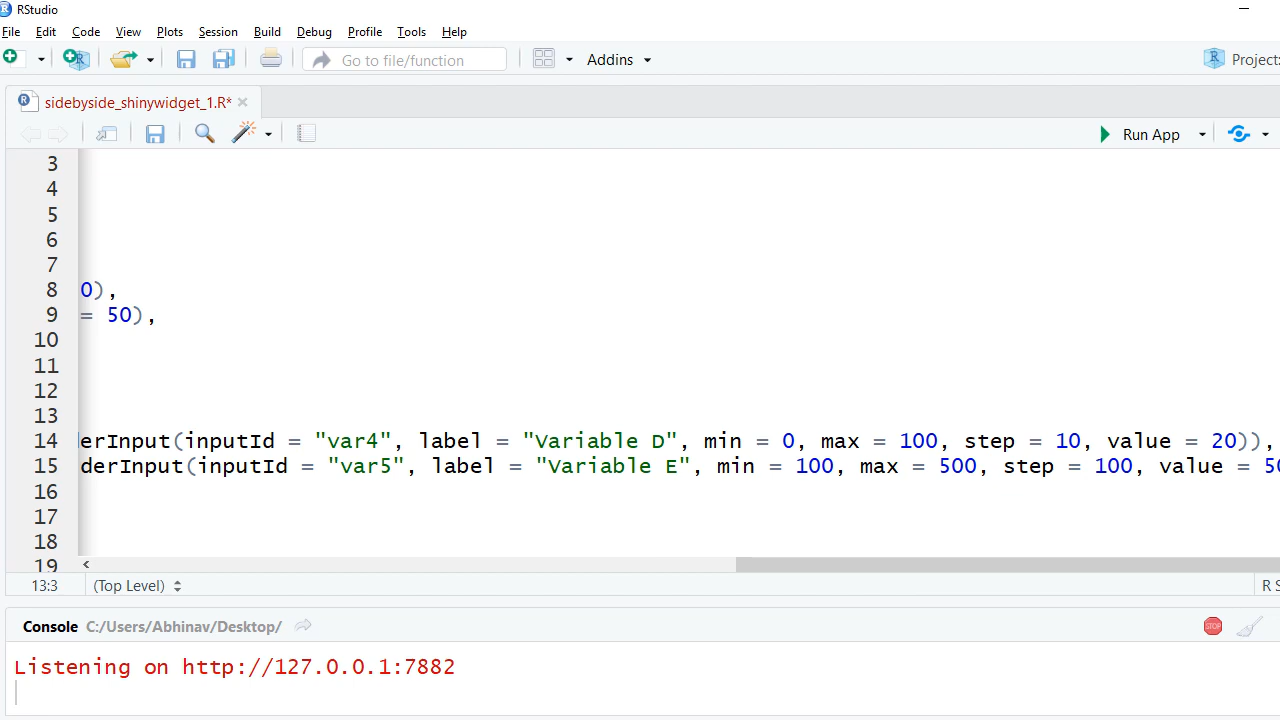 RStudio
File Edit Code View Plots Session Build Debug Profile Tools Help
Go to file/function Addins Project:
sidebyside_shinywidget_1.R*
Run App
3
4
5
6
7
8 0),
9 = 50),
10
11
12
13
14 derInput(inputId = "var4", label = "Variable D", min = 0, max = 100, step = 10, value = 20)),
15 derInput(inputId = "var5", label = "Variable E", min = 100, max = 500, step = 100, value = 50
16
17
18
19
13:3 (Top Level) R S
Console C:/Users/Abhinav/Desktop/ STOP
Listening on http://127.0.0.1:7882